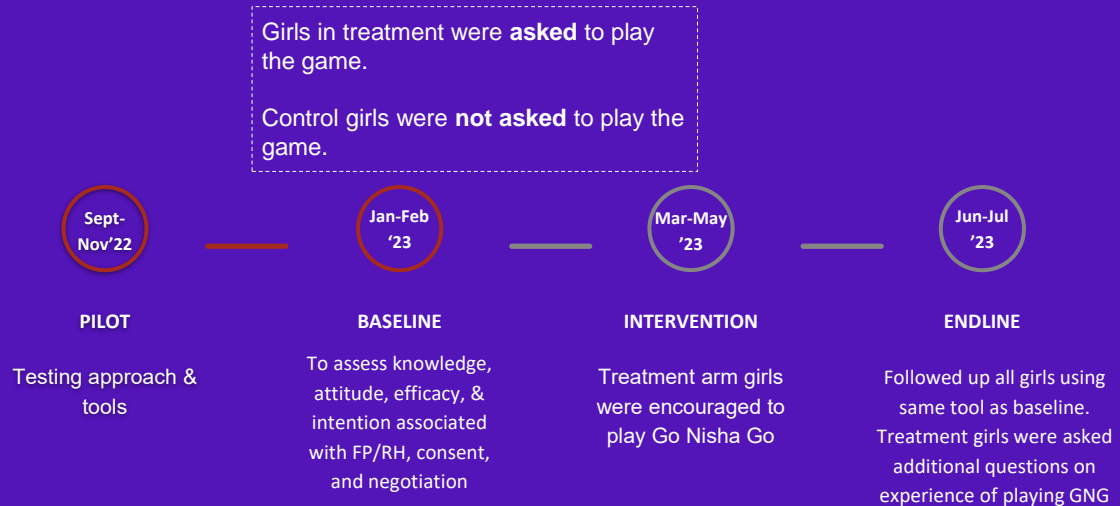 Girls in treatment were asked to play
the game.
Control girls were not asked to play the
game.
Sept-
Nov'22
Jan-Feb
‘23
Mar-May
’23
Jun-Jul
’23
PILOT
Testing approach &
tools
BASELINE
To assess knowledge,
attitude, efficacy, &
intention associated
with FP/RH, consent,
and negotiation
INTERVENTION
Treatment arm girls
were encouraged to
play Go Nisha Go
ENDLINE
Followed up all girls using
same tool as baseline.
Treatment girls were asked
additional questions on
experience of playing GNG